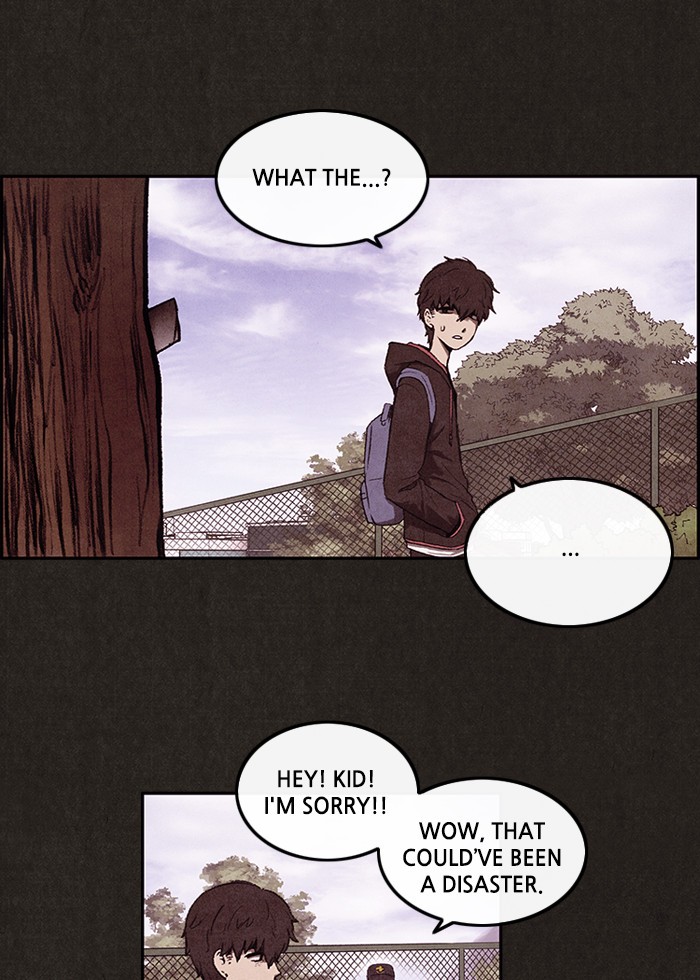 WHAT THE...?
...
HEY! KID!
I'M SORRY!!
WOW, THAT
COULD'VE BEEN
A DISASTER.